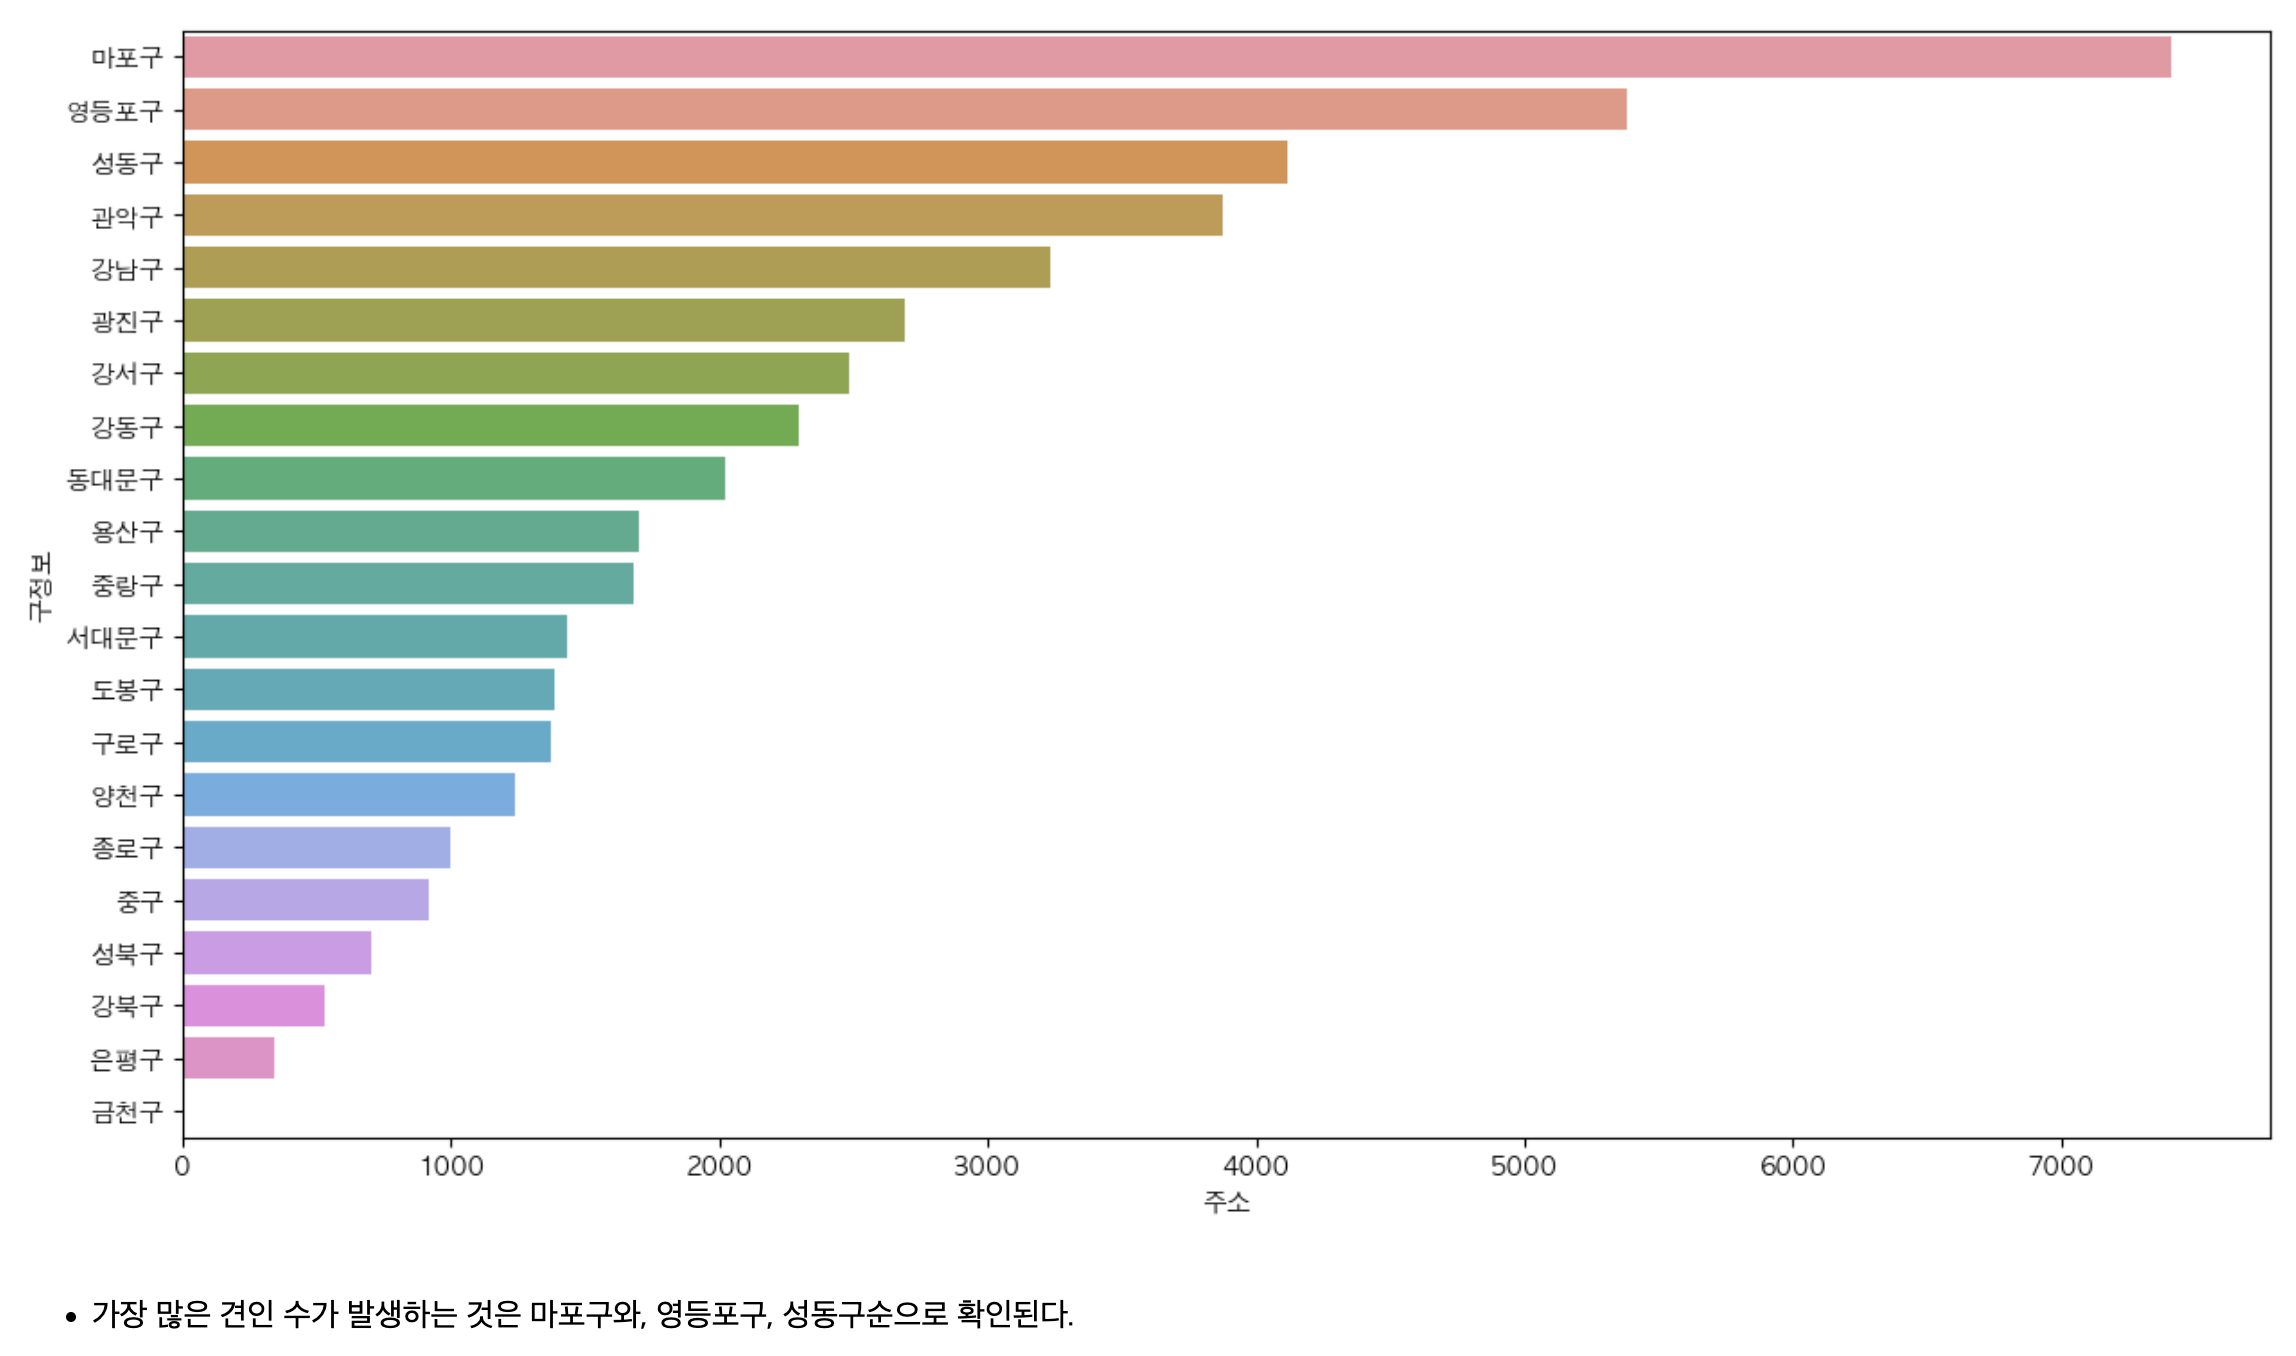 마포구
영등포구
성동구
관악구
강남구
광진구
강서구
강동구
동대문구
용산구
중랑구
서대문구
도봉구
구로구
양천구
종로구
중구
성북구
강북구
은평구
금천구
구정보
0 1000 2000 3000 4000 5000 6000 7000
주소
• 가장 많은 견인 수가 발생하는 것은 마포구와, 영등포구, 성동구순으로 확인된다.